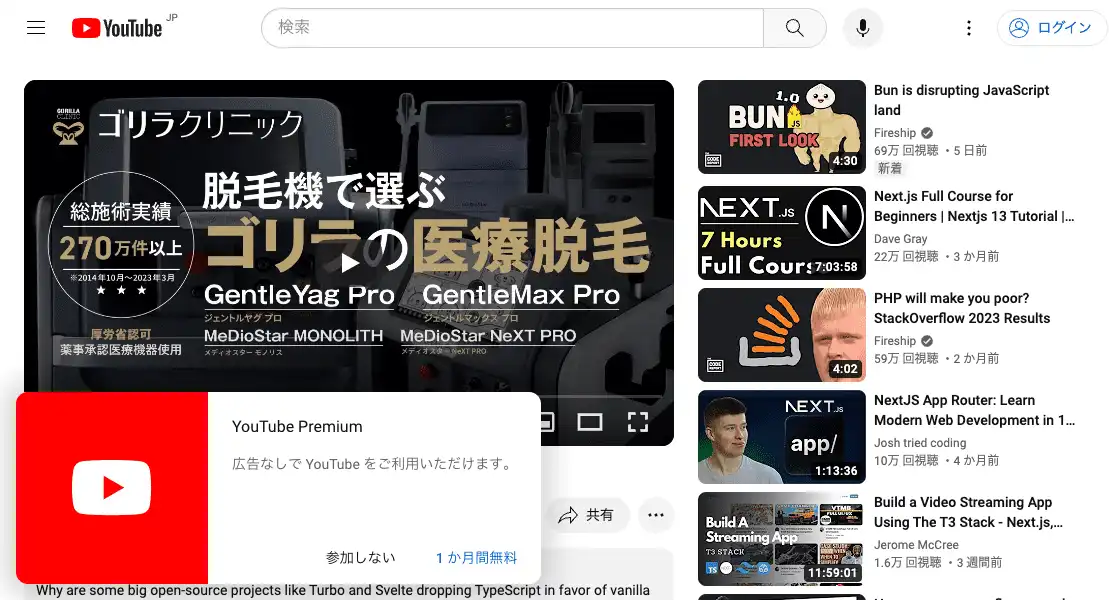 YouTube JP
検索
ログイン
GORILLA CLINIC
ゴリラクリニック
総施術実績
270万件以上
※2014年10月〜2023年3月
★ ★ ★
厚労省認可
薬事承認医療機器使用
脱毛機で選ぶ
ゴリラの医療脱毛
GentleYag Pro
ジェントルヤグ プロ
GentleMax Pro
ジェントルマックス プロ
MeDioStar MONOLITH
メディオスター モノリス
MeDioStar NeXT PRO
メディオスター NeXT PRO
YouTube Premium
広告なしで YouTube をご利用いただけます。
参加しない
1 か月間無料
共有
Why are some big open-source projects like Turbo and Svelte dropping TypeScript in favor of vanilla
1.0
BUN
JS
FIRST LOOK
CODE REPORT
4:30
Bun is disrupting JavaScript
land
Fireship
69万 回視聴 ・5 日前
新着
NEXT.JS
N
7 Hours
Full Cours
7:03:58
Next.js Full Course for
Beginners | Nextjs 13 Tutorial |...
Dave Gray
22万 回視聴 ・3 か月前
CODE REPORT
4:02
PHP will make you poor?
StackOverflow 2023 Results
Fireship
59万 回視聴 ・2 か月前
NEXT.JS
app/
1:13:36
NextJS App Router: Learn
Modern Web Development in 1...
Josh tried coding
10万 回視聴 ・4 か月前
Build A
Streaming App
T3 STACK
TS
11:59:01
Build a Video Streaming App
Using The T3 Stack - Next.js,...
Jerome McCree
1.6万 回視聴 ・3 週間前